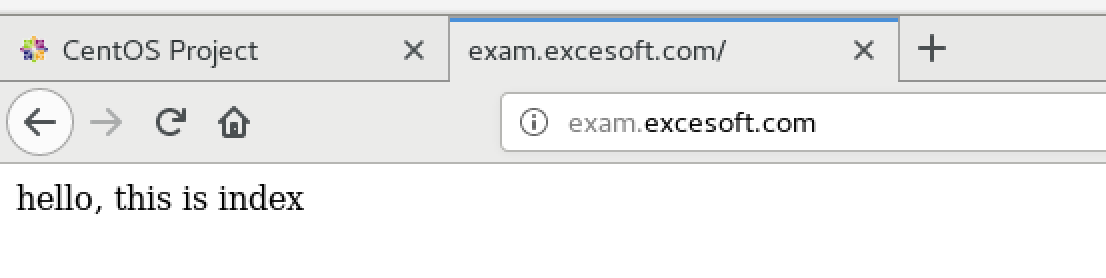 CentOS Project
exam.excesoft.com/
exam.excesoft.com
hello, this is index